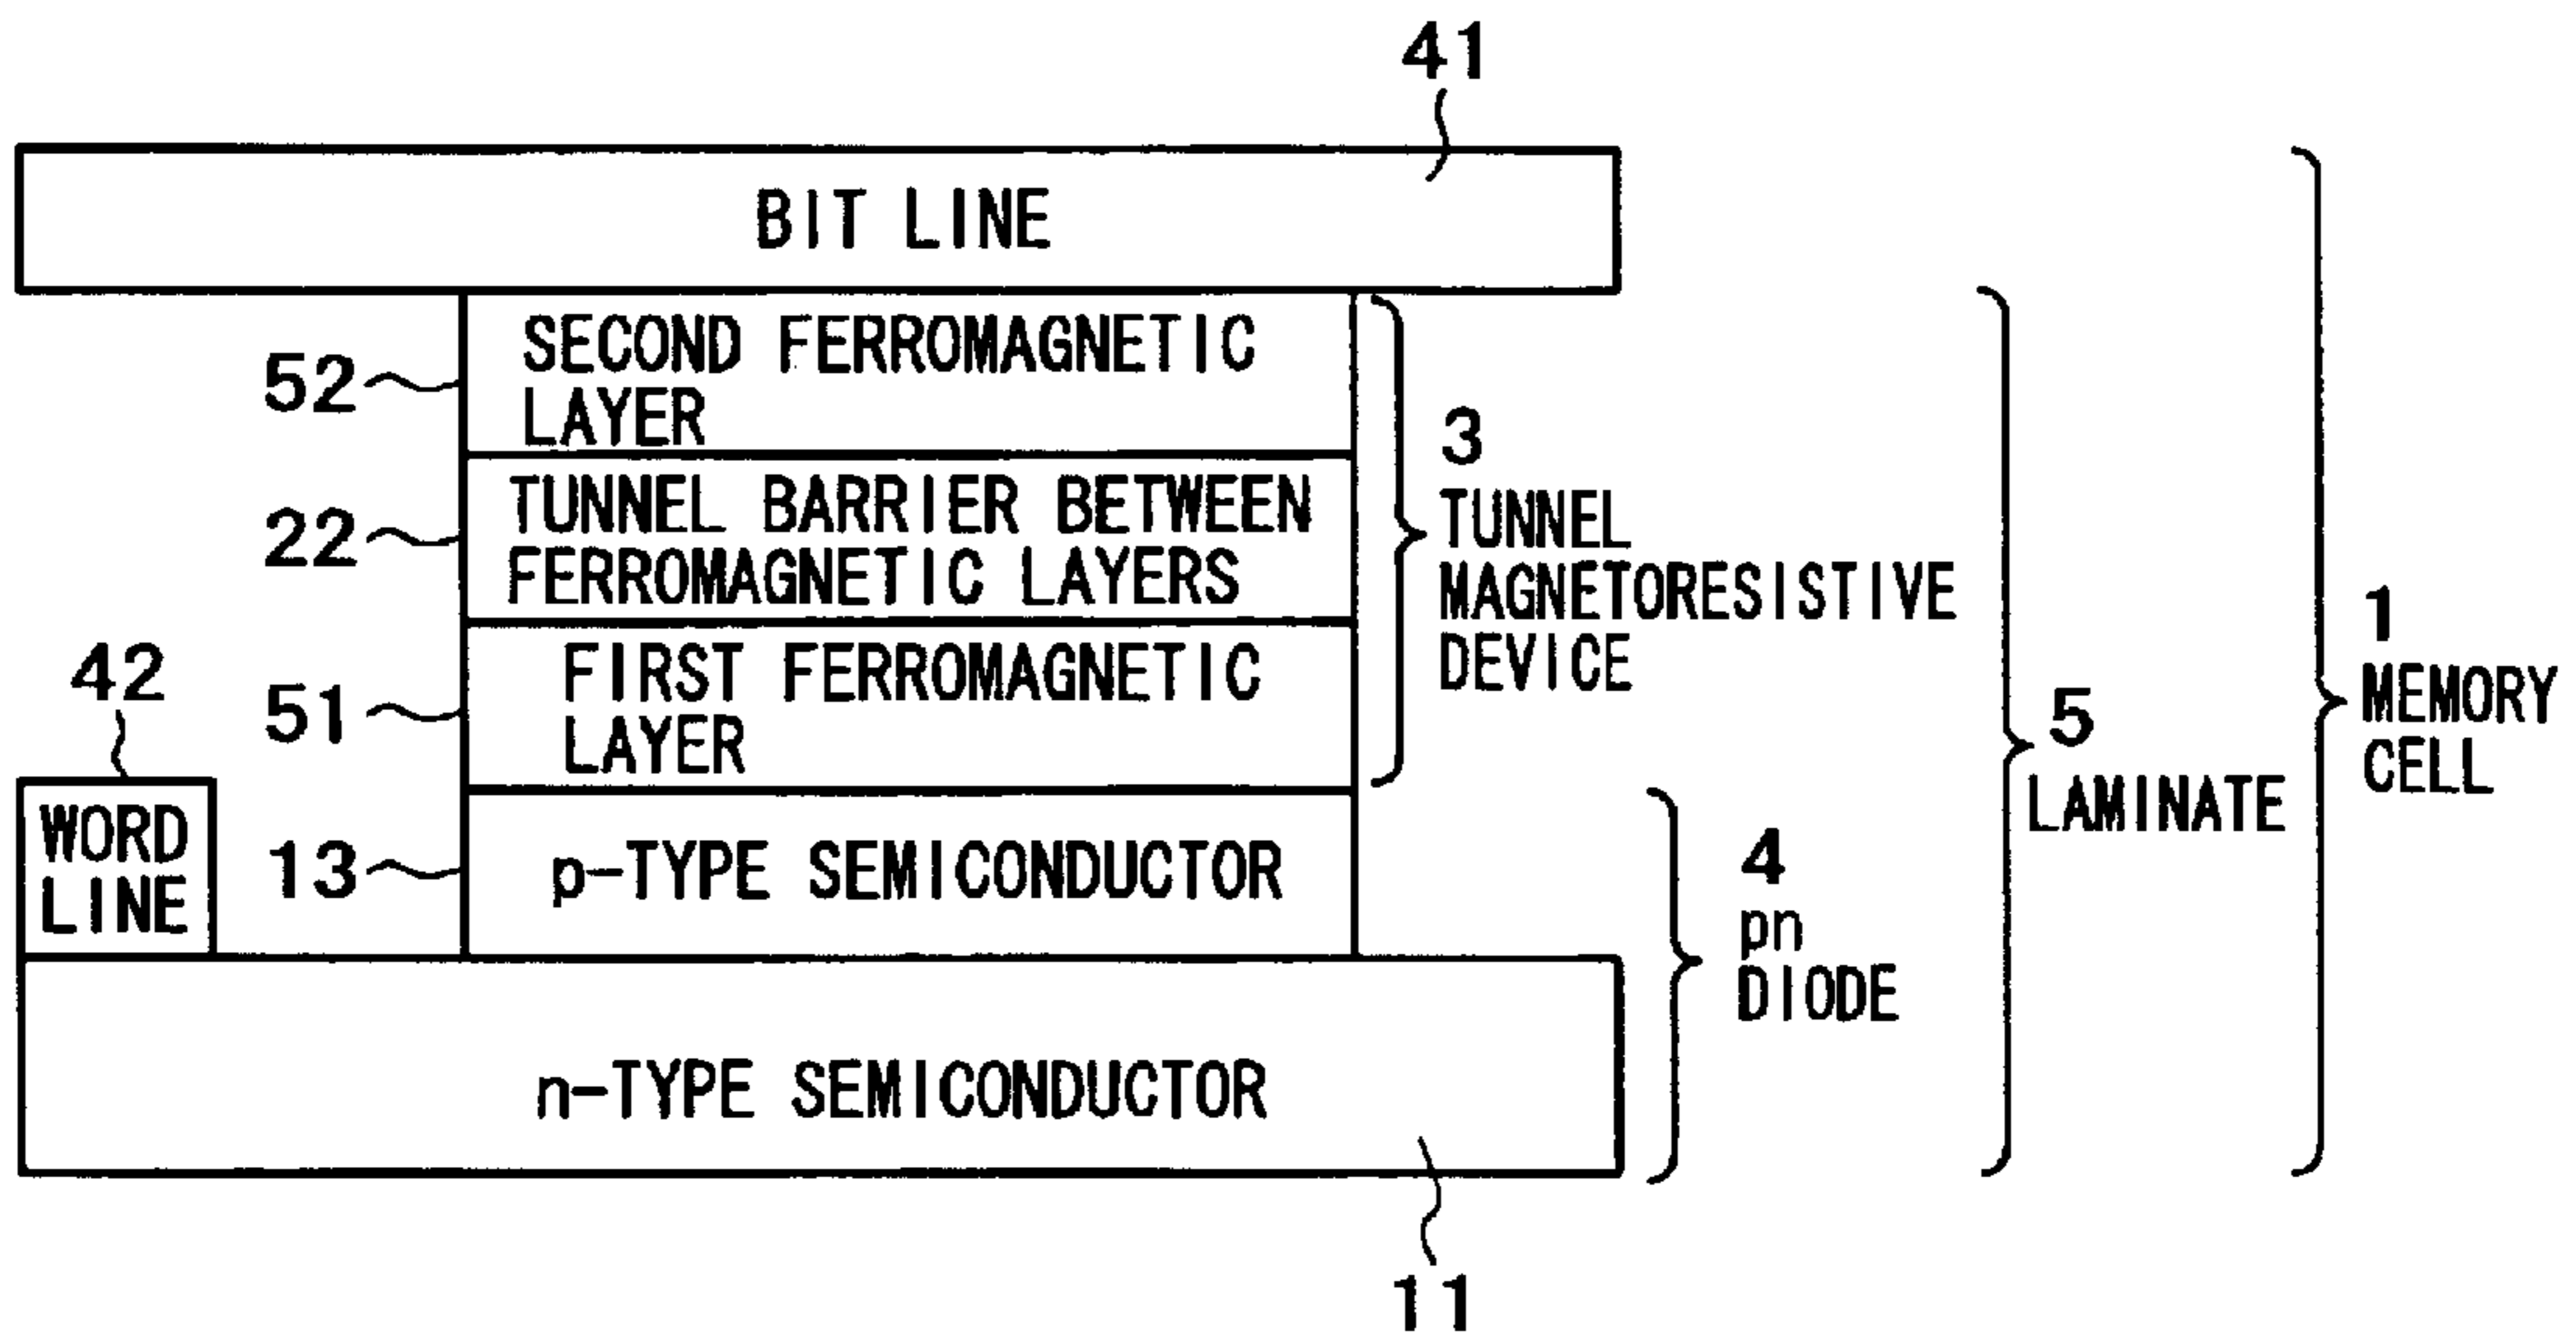 41
BIT LINE
52
SECOND FERROMAGNETIC
LAYER
22
TUNNEL BARRIER BETWEEN
FERROMAGNETIC LAYERS
51
FIRST FERROMAGNETIC
LAYER
42
WORD
LINE
13
p-TYPE SEMICONDUCTOR
n-TYPE SEMICONDUCTOR
11
3
TUNNEL
MAGNETORESISTIVE
DEVICE
4
pn
DIODE
5
LAMINATE
1
MEMORY
CELL